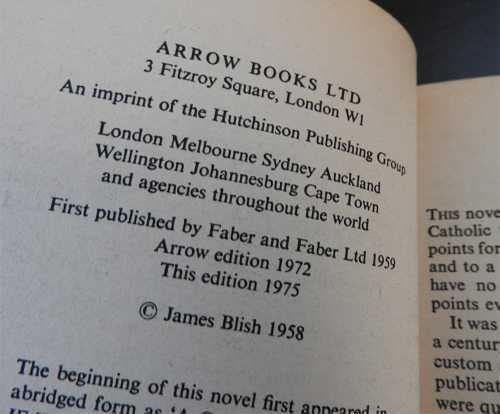 ARROW BOOKS LTD
3 Fitzroy Square, London W1
An imprint of the Hutchinson Publishing Group
London Melbourne Sydney Auckland
Wellington Johannesburg Cape Town
and agencies throughout the world
First published by Faber and Faber Ltd 1959
Arrow edition 1972
This edition 1975
© James Blish 1958
The beginning of this novel first appeared in
abridged form as 'A
THIS nove
Catholic
points for
and to a
have no
points ev
It was
a century
custom
publicat
were qu